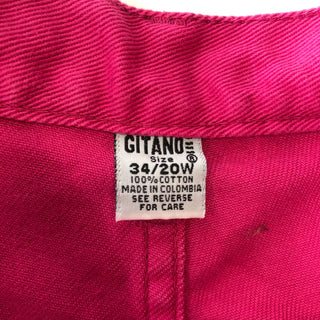 GITANO
Size
34/20W
100% COTTON
MADE IN COLOMBIA
SEE REVERSE
FOR CARE